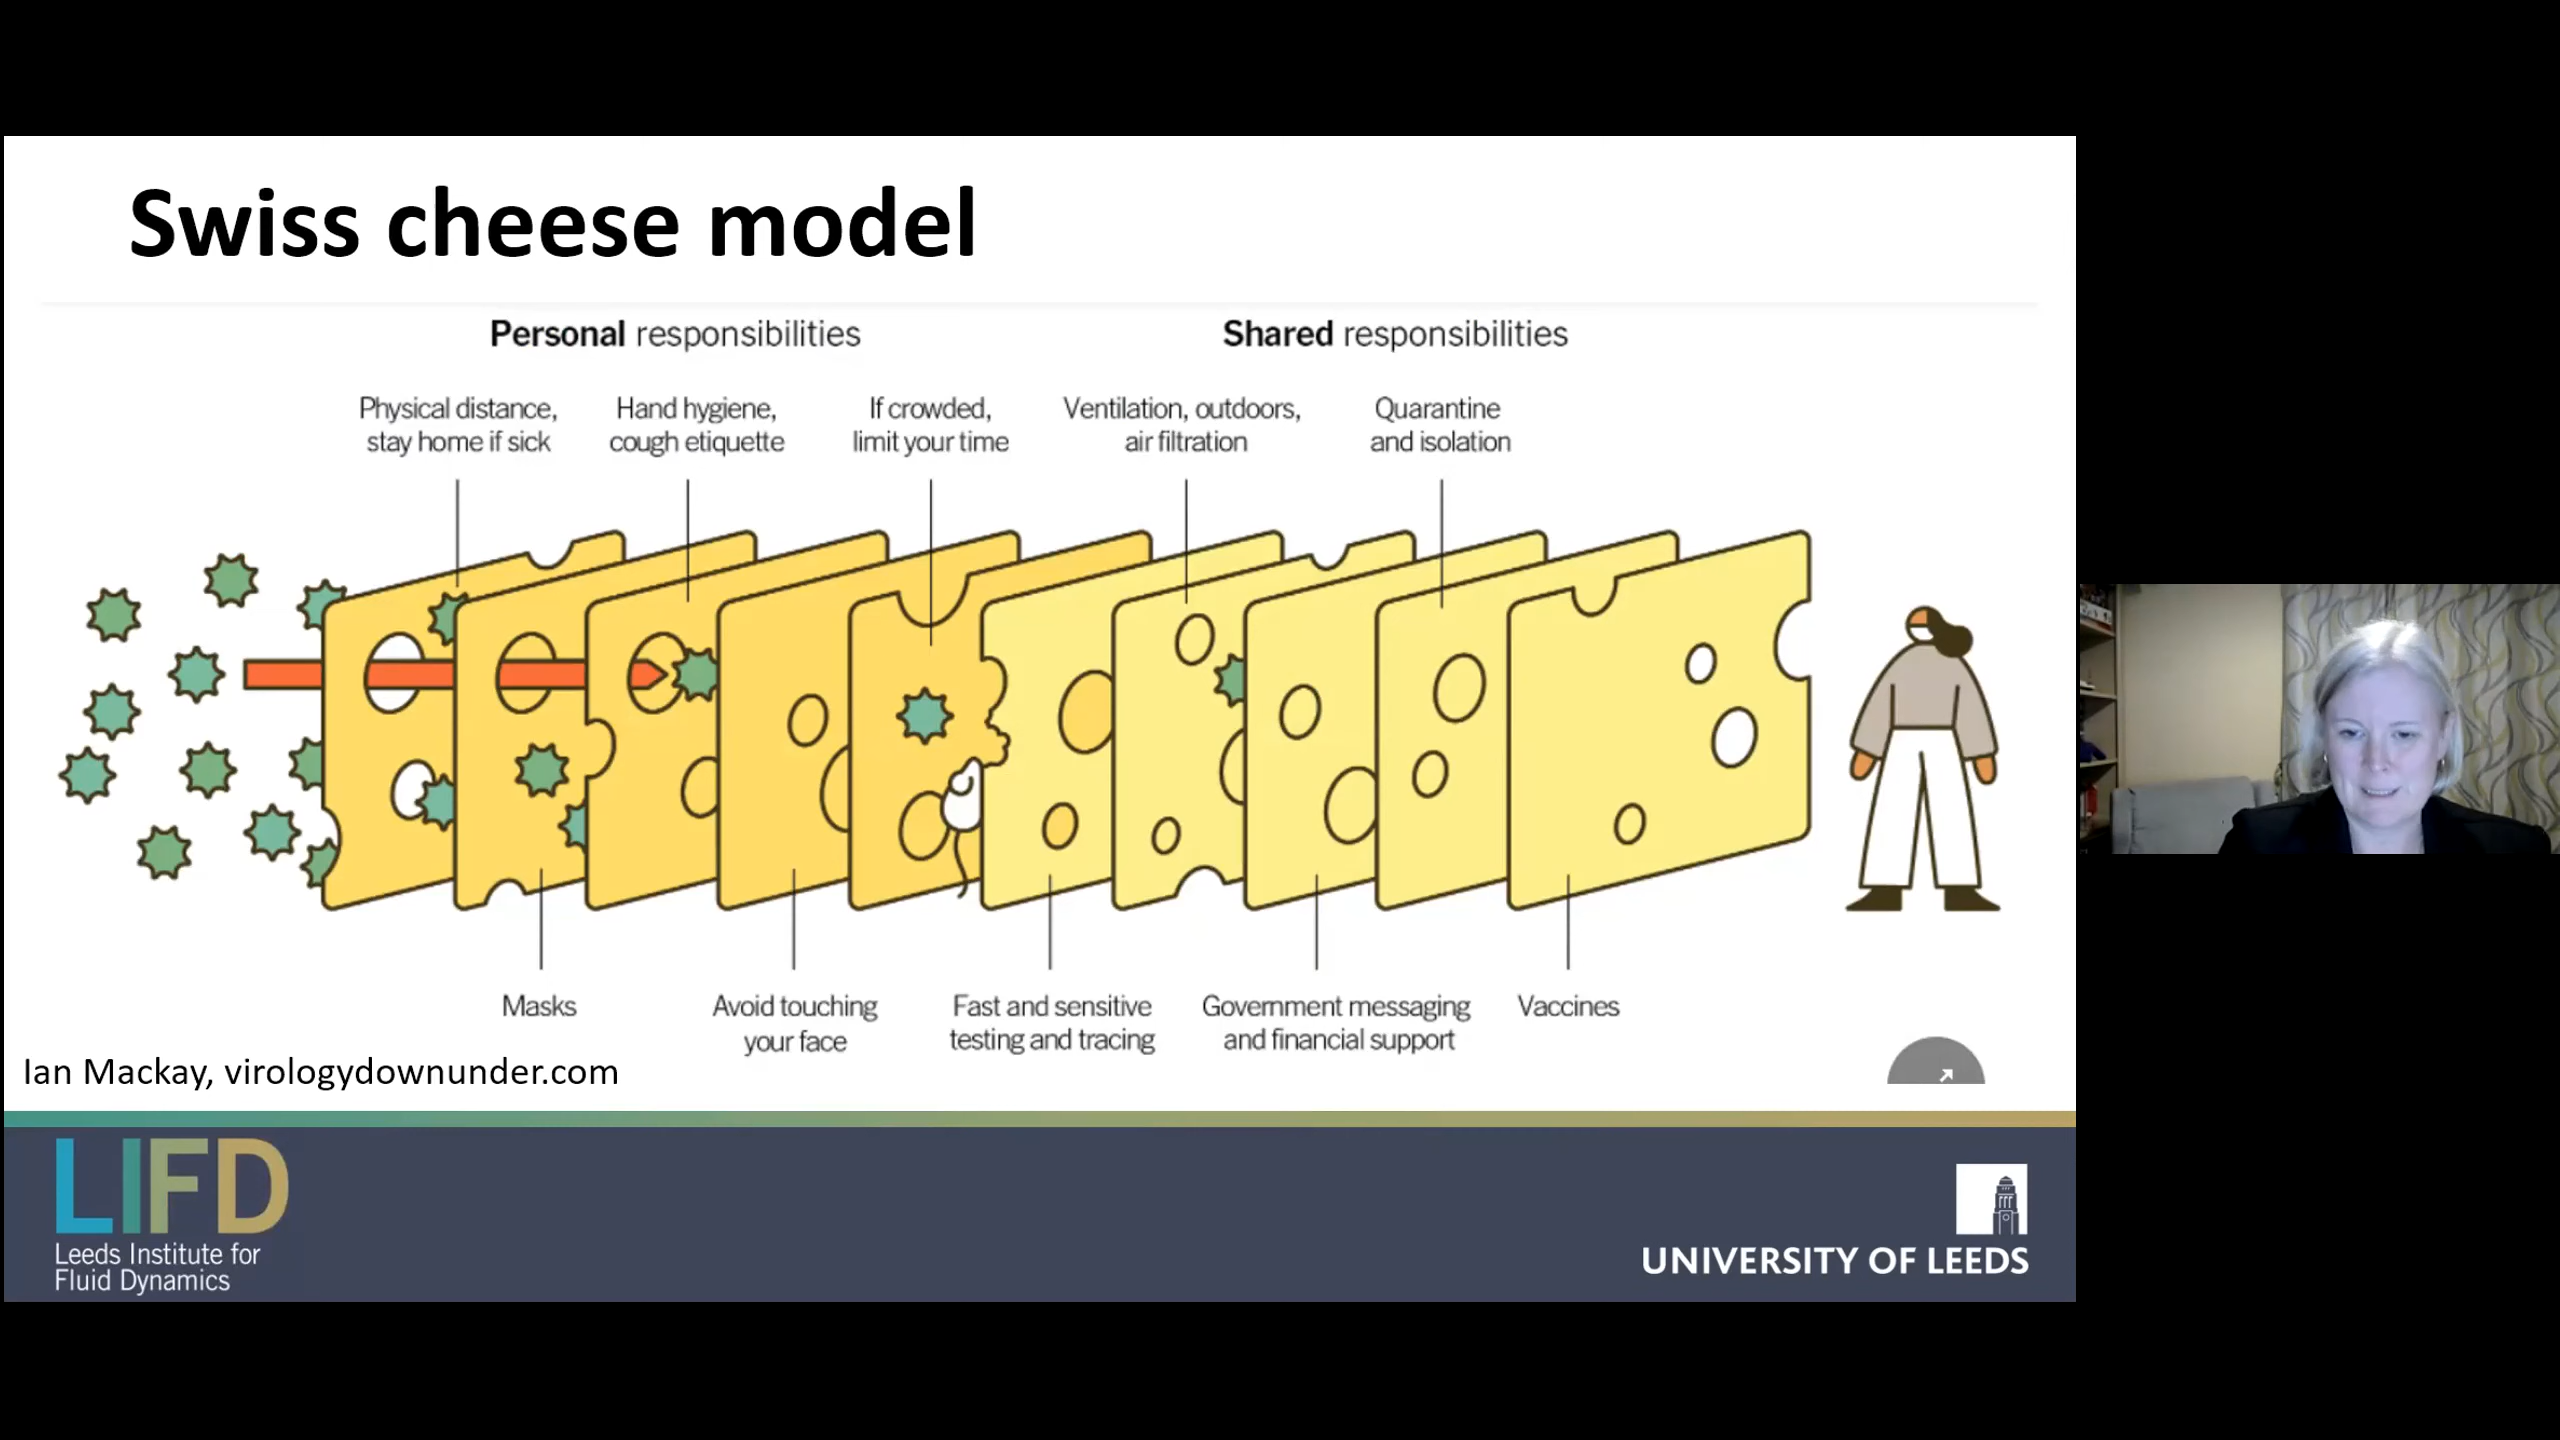 Swiss cheese model
Personal responsibilities
Shared responsibilities
Physical distance,
stay home if sick
Hand hygiene,
cough etiquette
If crowded,
limit your time
Ventilation, outdoors,
air filtration
Quarantine
and isolation
Masks
Avoid touching
your face
Fast and sensitive
testing and tracing
Government messaging
and financial support
Vaccines
Ian Mackay, virologydownunder.com
LIFD
Leeds Institute for
Fluid Dynamics
UNIVERSITY OF LEEDS